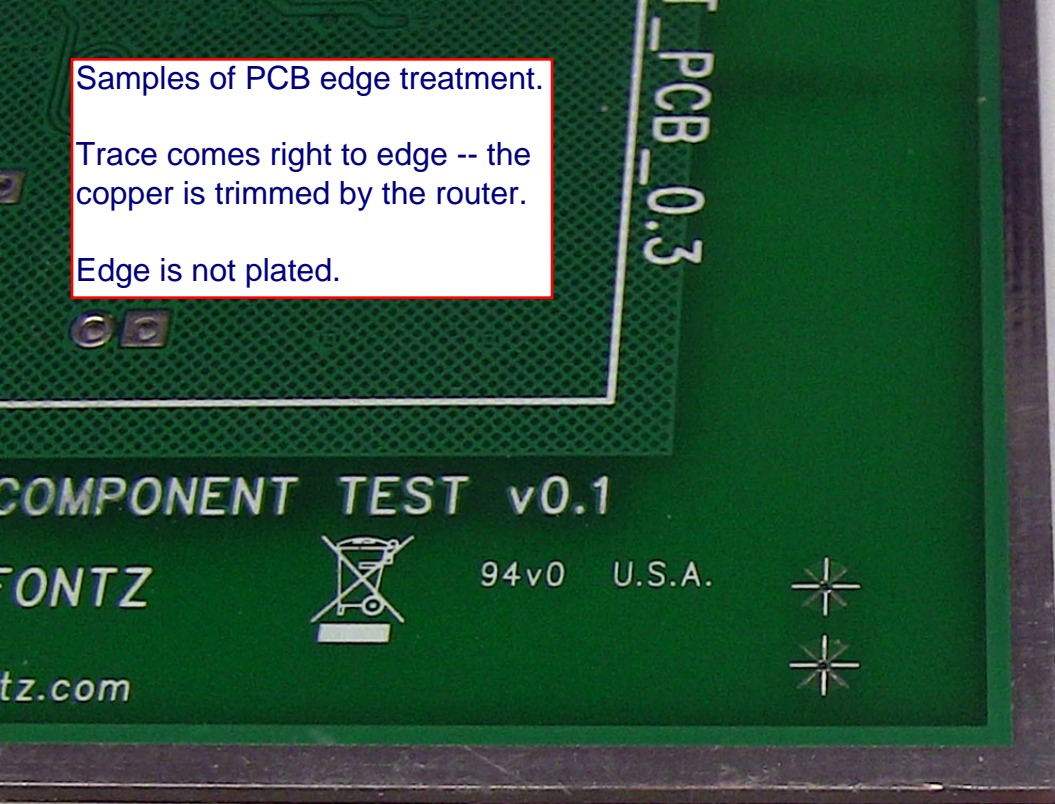 Samples of PCB edge treatment.
Trace comes right to edge -- the
copper is trimmed by the router.
Edge is not plated.
T_PCB_0.3
COMPONENT TEST v0.1
FONTZ
94v0 U.S.A.
tz.com